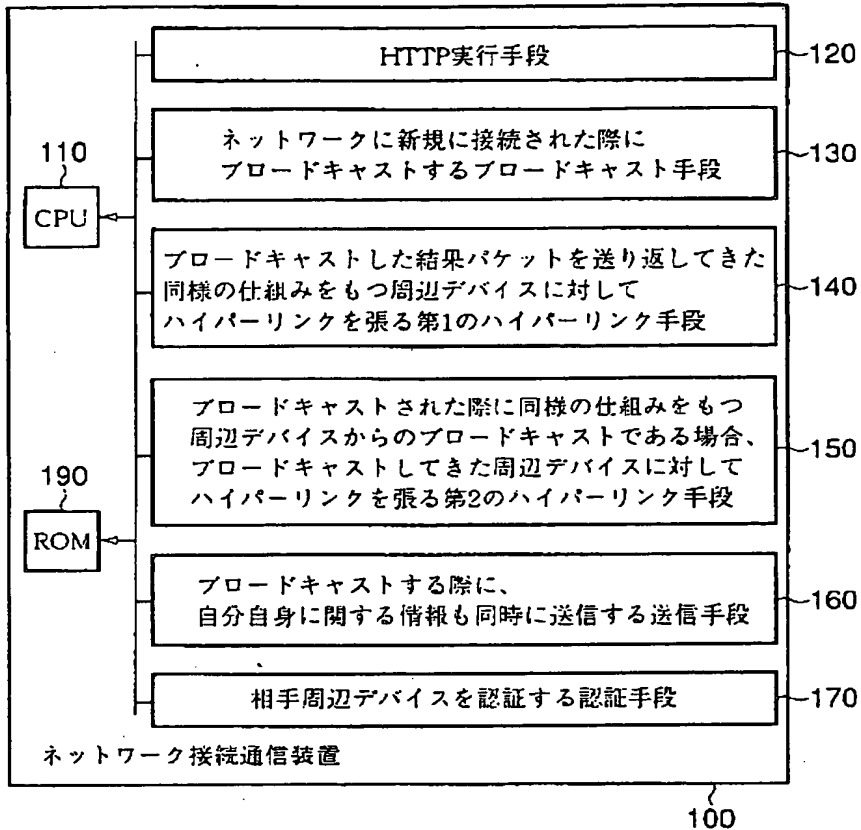 HTTP実行手段
120
ネットワークに新規に接続された際に
ブロードキャストするブロードキャスト手段
130
110
CPU
ブロードキャストした結果パケットを送り返してきた
同様の仕組みをもつ周辺デバイスに対して
ハイパーリンクを張る第1のハイパーリンク手段
140
ブロードキャストされた際に同様の仕組みをもつ
周辺デバイスからのブロードキャストである場合、
ブロードキャストしてきた周辺デバイスに対して
ハイパーリンクを張る第2のハイパーリンク手段
150
190
ROM
ブロードキャストする際に、
自分自身に関する情報も同時に送信する送信手段
160
相手周辺デバイスを認証する認証手段
170
ネットワーク接続通信装置
100